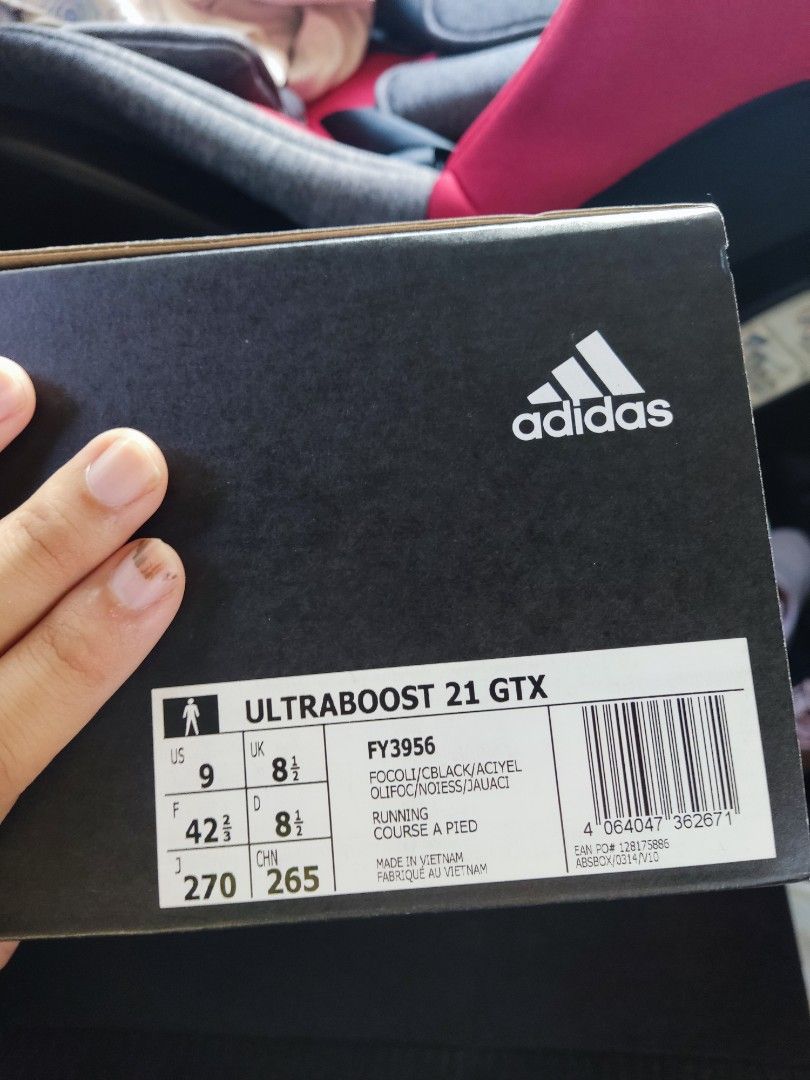 adidas
ULTRABOOST 21 GTX
US 9
UK 8½
F 42⅔
D 8½
J 270
CHN 265
FY3956
FOCOLI/CBLACK/ACIYEL
OLIFOC/NOIESS/JAUACI
RUNNING
COURSE A PIED
MADE IN VIETNAM
FABRIQUÉ AU VIETNAM
4 064047 362671
EAN PO# 128175886
ABSBOX/0314/V10